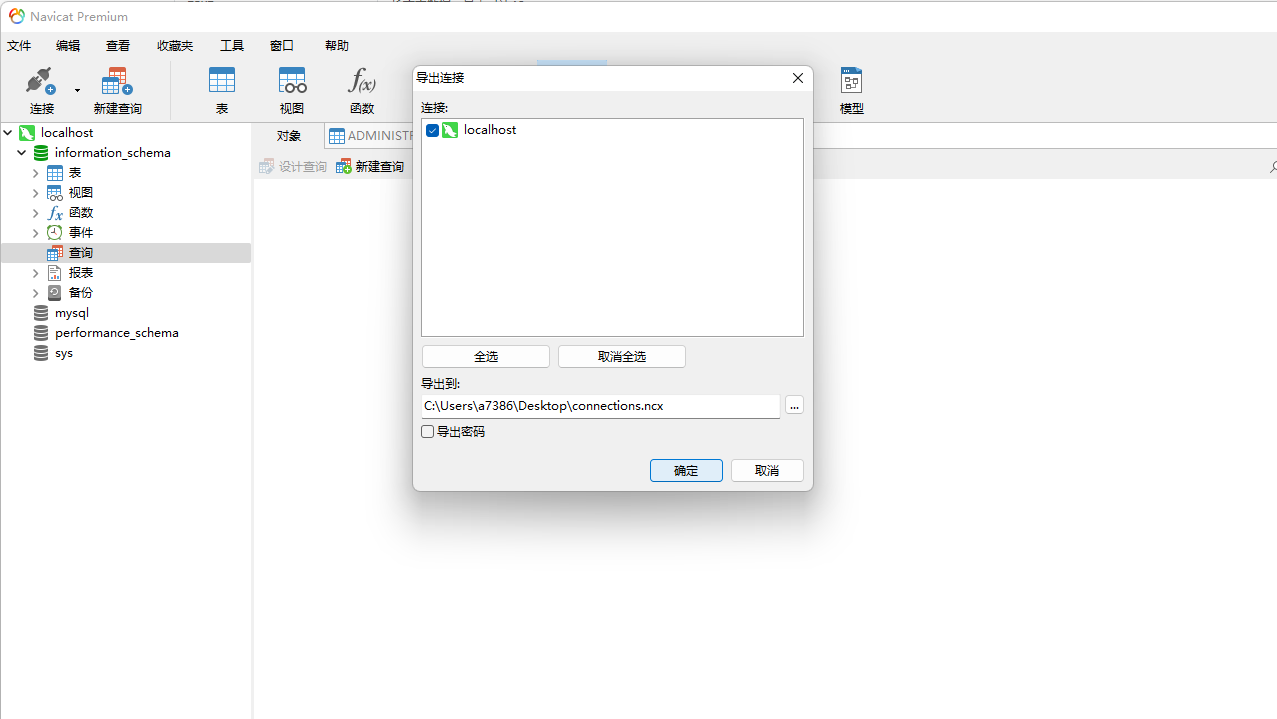 Navicat Premium
文件 编辑 查看 收藏夹 工具 窗口 帮助
连接 新建查询 表 视图 函数 模型
localhost
information_schema
表
视图
函数
事件
查询
报表
备份
mysql
performance_schema
sys
对象 ADMINISTR
设计查询 新建查询
导出连接
连接:
localhost
全选 取消全选
导出到:
C:\Users\a7386\Desktop\connections.ncx
...
导出密码
确定 取消